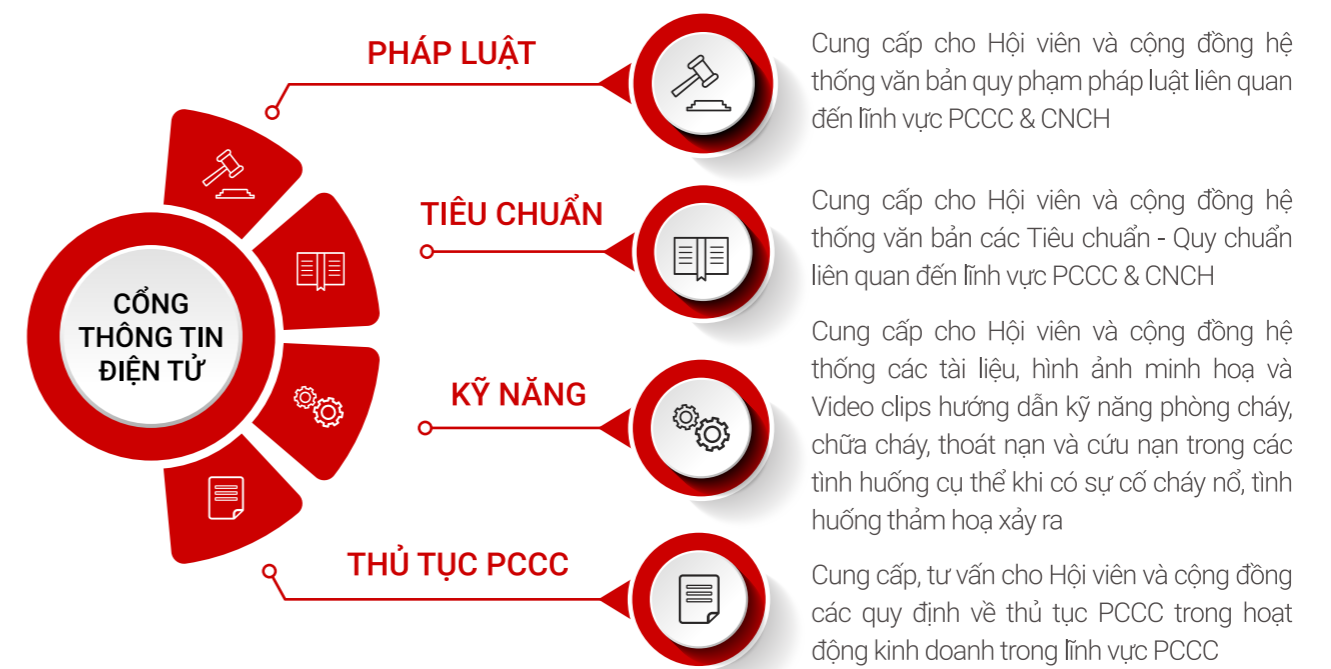 CỔNG
THÔNG TIN
ĐIỆN TỬ
PHÁP LUẬT
Cung cấp cho Hội viên và cộng đồng hệ
thống văn bản quy phạm pháp luật liên quan
đến lĩnh vực PCCC & CNCH
TIÊU CHUẨN
Cung cấp cho Hội viên và cộng đồng hệ
thống văn bản các Tiêu chuẩn - Quy chuẩn
liên quan đến lĩnh vực PCCC & CNCH
KỸ NĂNG
Cung cấp cho Hội viên và cộng đồng hệ
thống các tài liệu, hình ảnh minh hoạ và
Video clips hướng dẫn kỹ năng phòng cháy,
chữa cháy, thoát nạn và cứu nạn trong các
tình huống cụ thể khi có sự cố cháy nổ, tình
huống thảm hoạ xảy ra
THỦ TỤC PCCC
Cung cấp, tư vấn cho Hội viên và cộng đồng
các quy định về thủ tục PCCC trong hoạt
động kinh doanh trong lĩnh vực PCCC